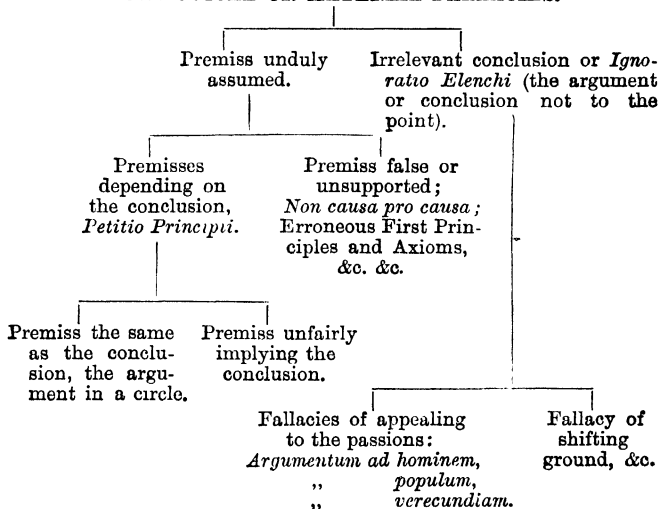 Premiss unduly
assumed.
Irrelevant conclusion or Igno-
ratio Elenchi (the argument
or conclusion not to the
point).
Premisses
depending on
the conclusion,
Petitio Principii.
Premiss false or
unsupported;
Non causa pro causa;
Erroneous First Prin-
ciples and Axioms,
&c. &c.
Premiss the same
as the conclu-
sion, the argu-
ment in a circle.
Premiss unfairly
implying the
conclusion.
Fallacies of appealing
to the passions:
Argumentum ad hominem,
,, populum,
,, verecundiam.
Fallacy of
shifting
ground, &c.